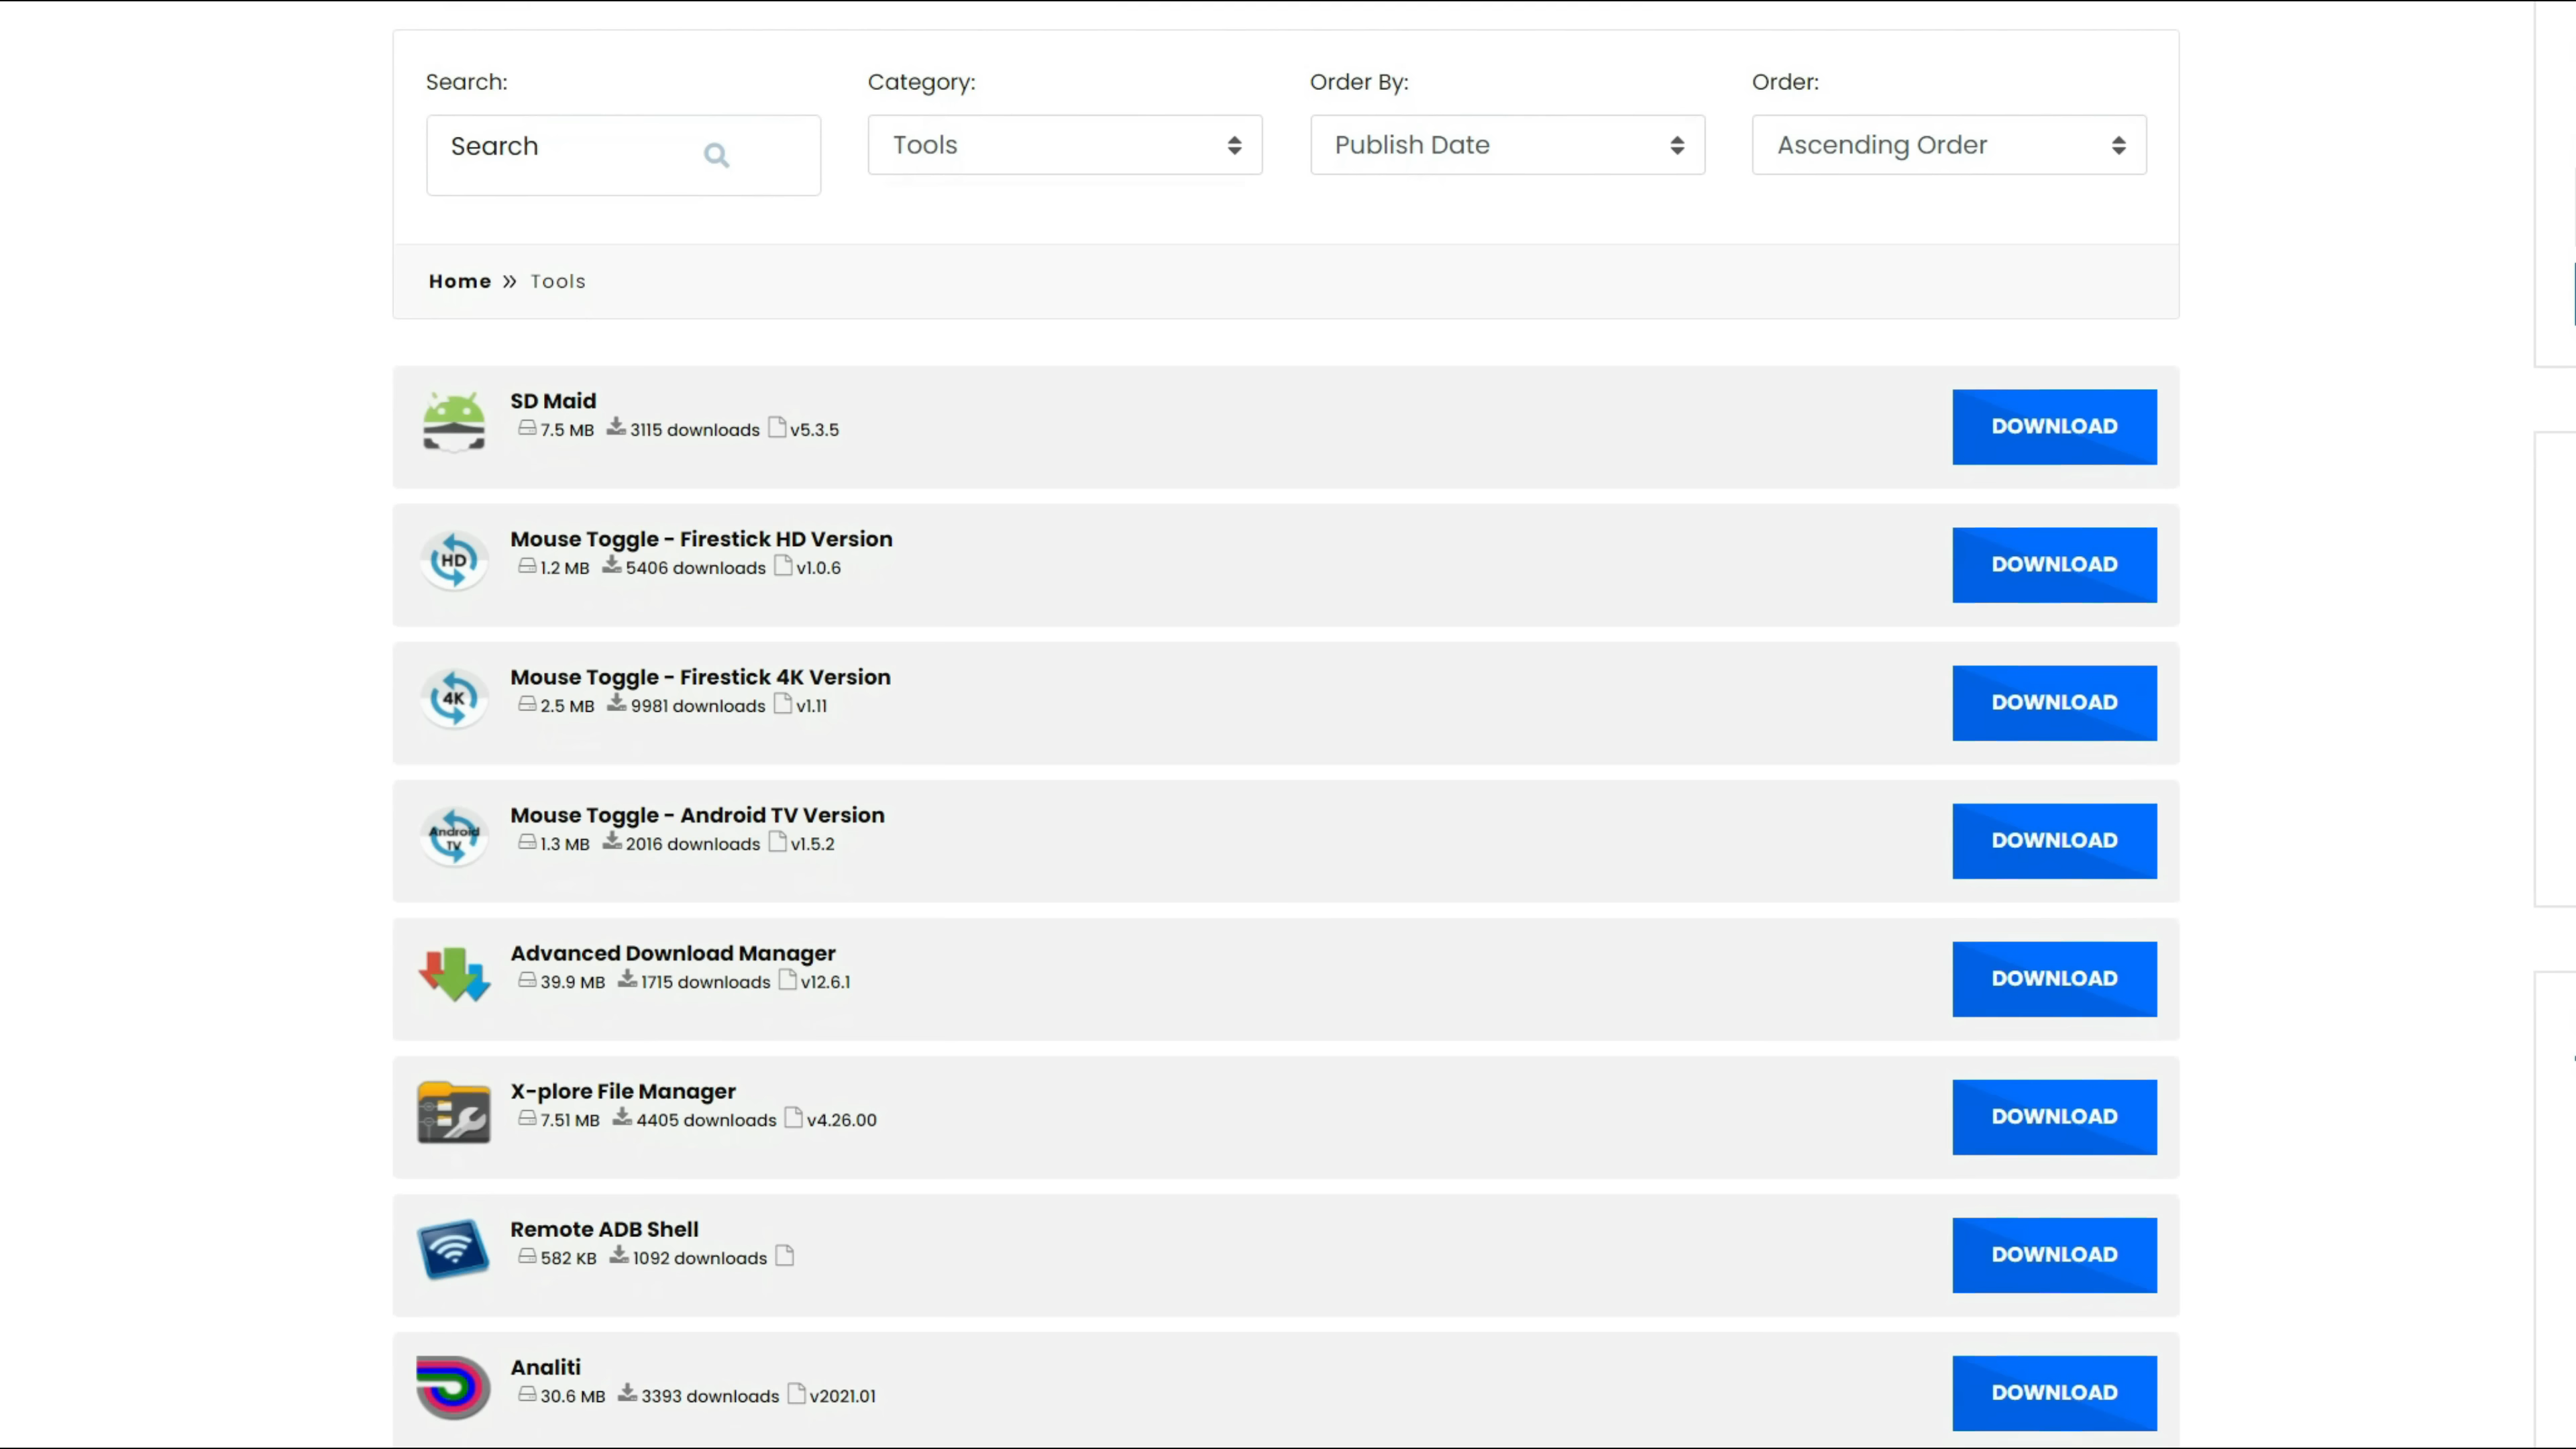 Search: Category: Order By: Order:
Search Tools Publish Date Ascending Order
Home » Tools
SD Maid
7.5 MB 3115 downloads v5.3.5
DOWNLOAD
HD
Mouse Toggle - Firestick HD Version
1.2 MB 5406 downloads v1.0.6
DOWNLOAD
4K
Mouse Toggle - Firestick 4K Version
2.5 MB 9981 downloads v1.11
DOWNLOAD
Android
TV
Mouse Toggle - Android TV Version
1.3 MB 2016 downloads v1.5.2
DOWNLOAD
Advanced Download Manager
39.9 MB 1715 downloads v12.6.1
DOWNLOAD
X-plore File Manager
7.51 MB 4405 downloads v4.26.00
DOWNLOAD
Remote ADB Shell
582 KB 1092 downloads
DOWNLOAD
Analiti
30.6 MB 3393 downloads v2021.01
DOWNLOAD